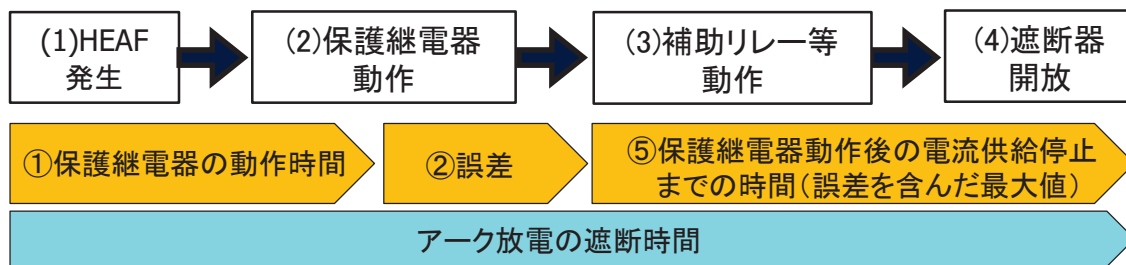 (1)HEAF
発生
(2)保護継電器
動作
(3)補助リレー等
動作
(4)遮断器
開放
①保護継電器の動作時間
②誤差
⑤保護継電器動作後の電流供給停止
までの時間(誤差を含んだ最大値)
アーク放電の遮断時間